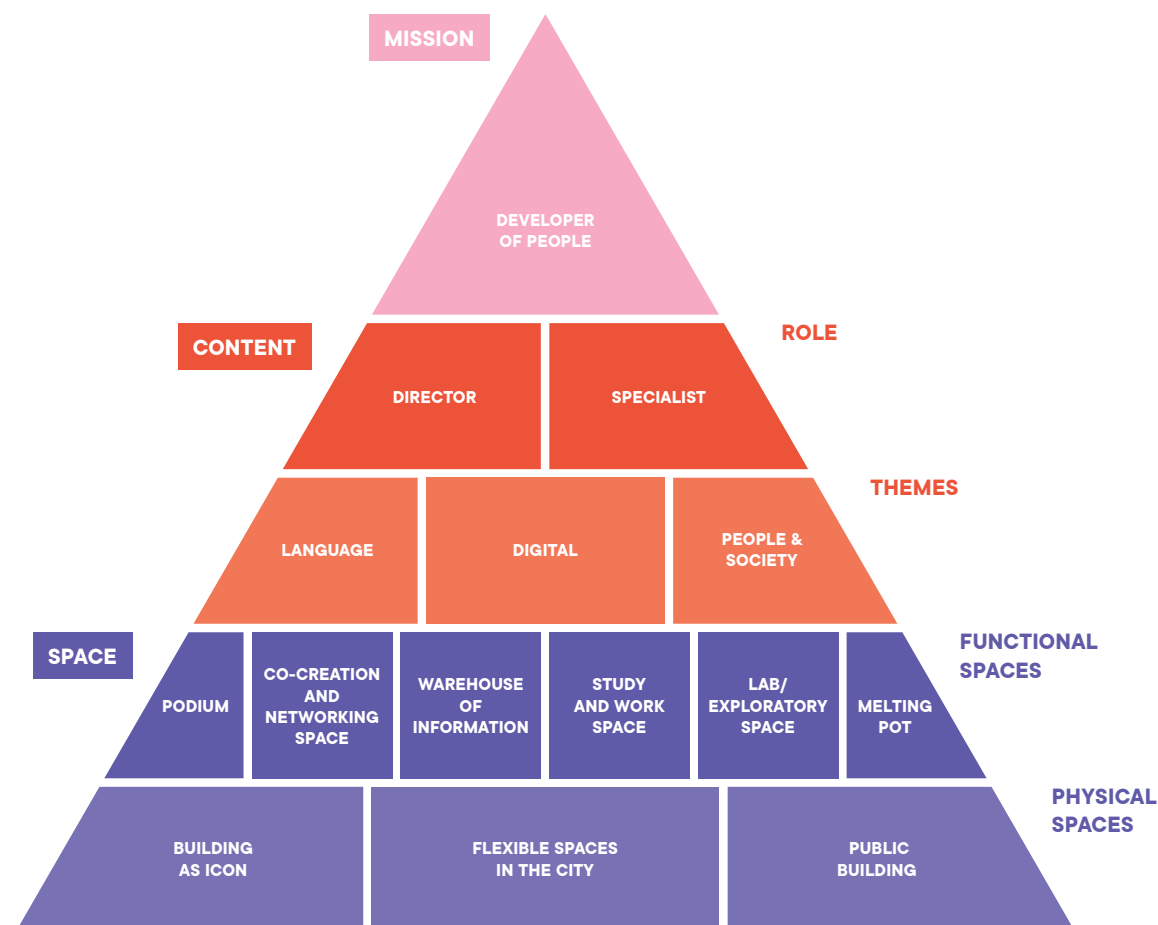 MISSION
DEVELOPER
OF PEOPLE
CONTENT
ROLE
DIRECTOR
SPECIALIST
THEMES
LANGUAGE
DIGITAL
PEOPLE &
SOCIETY
SPACE
FUNCTIONAL
SPACES
PODIUM
CO-CREATION
AND
NETWORKING
SPACE
WAREHOUSE
OF
INFORMATION
STUDY
AND WORK
SPACE
LAB/
EXPLORATORY
SPACE
MELTING
POT
PHYSICAL
SPACES
BUILDING
AS ICON
FLEXIBLE SPACES
IN THE CITY
PUBLIC
BUILDING